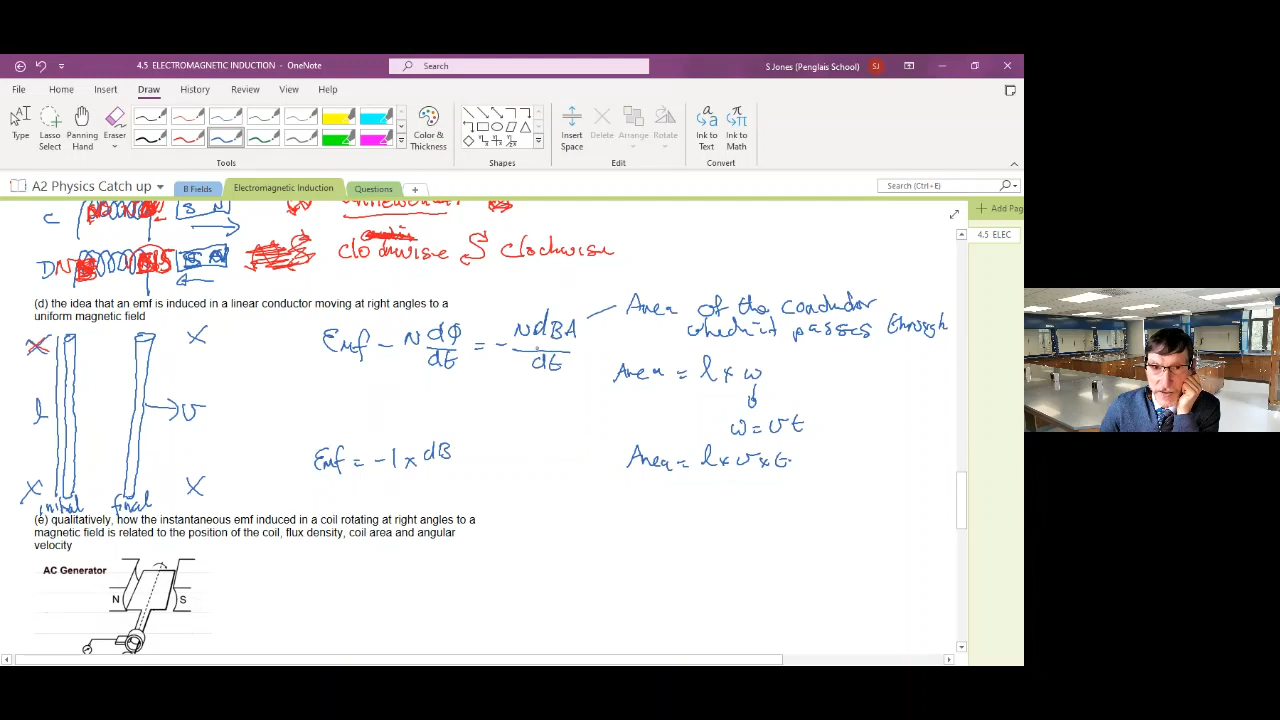 4.5 ELECTROMAGNETIC INDUCTION - OneNote
Search
S Jones (Penglais School)
SJ
File
Home
Insert
Draw
History
Review
View
Help
Type
Lasso Select
Panning Hand
Eraser
Color & Thickness
Insert Space
Delete
Arrange
Rotate
Ink to Text
Ink to Math
Tools
Shapes
Edit
Convert
A2 Physics Catch up
B Fields
Electromagnetic Induction
Questions
Search (Ctrl+E)
Add Pag
4.5 ELEC
C
S N
D N
clockwise S clockwise
(d) the idea that an emf is induced in a linear conductor moving at right angles to a
uniform magnetic field
X X
l
v
X X
initial final
Emf - N dΦ/dt = - NdBA/dt
Emf = -1 x dB
Area of the conductor
which it passes through
Area = l x w
w = vt
Area = l x v x t
(e) qualitatively, how the instantaneous emf induced in a coil rotating at right angles to a
magnetic field is related to the position of the coil, flux density, coil area and angular
velocity
AC Generator
N S